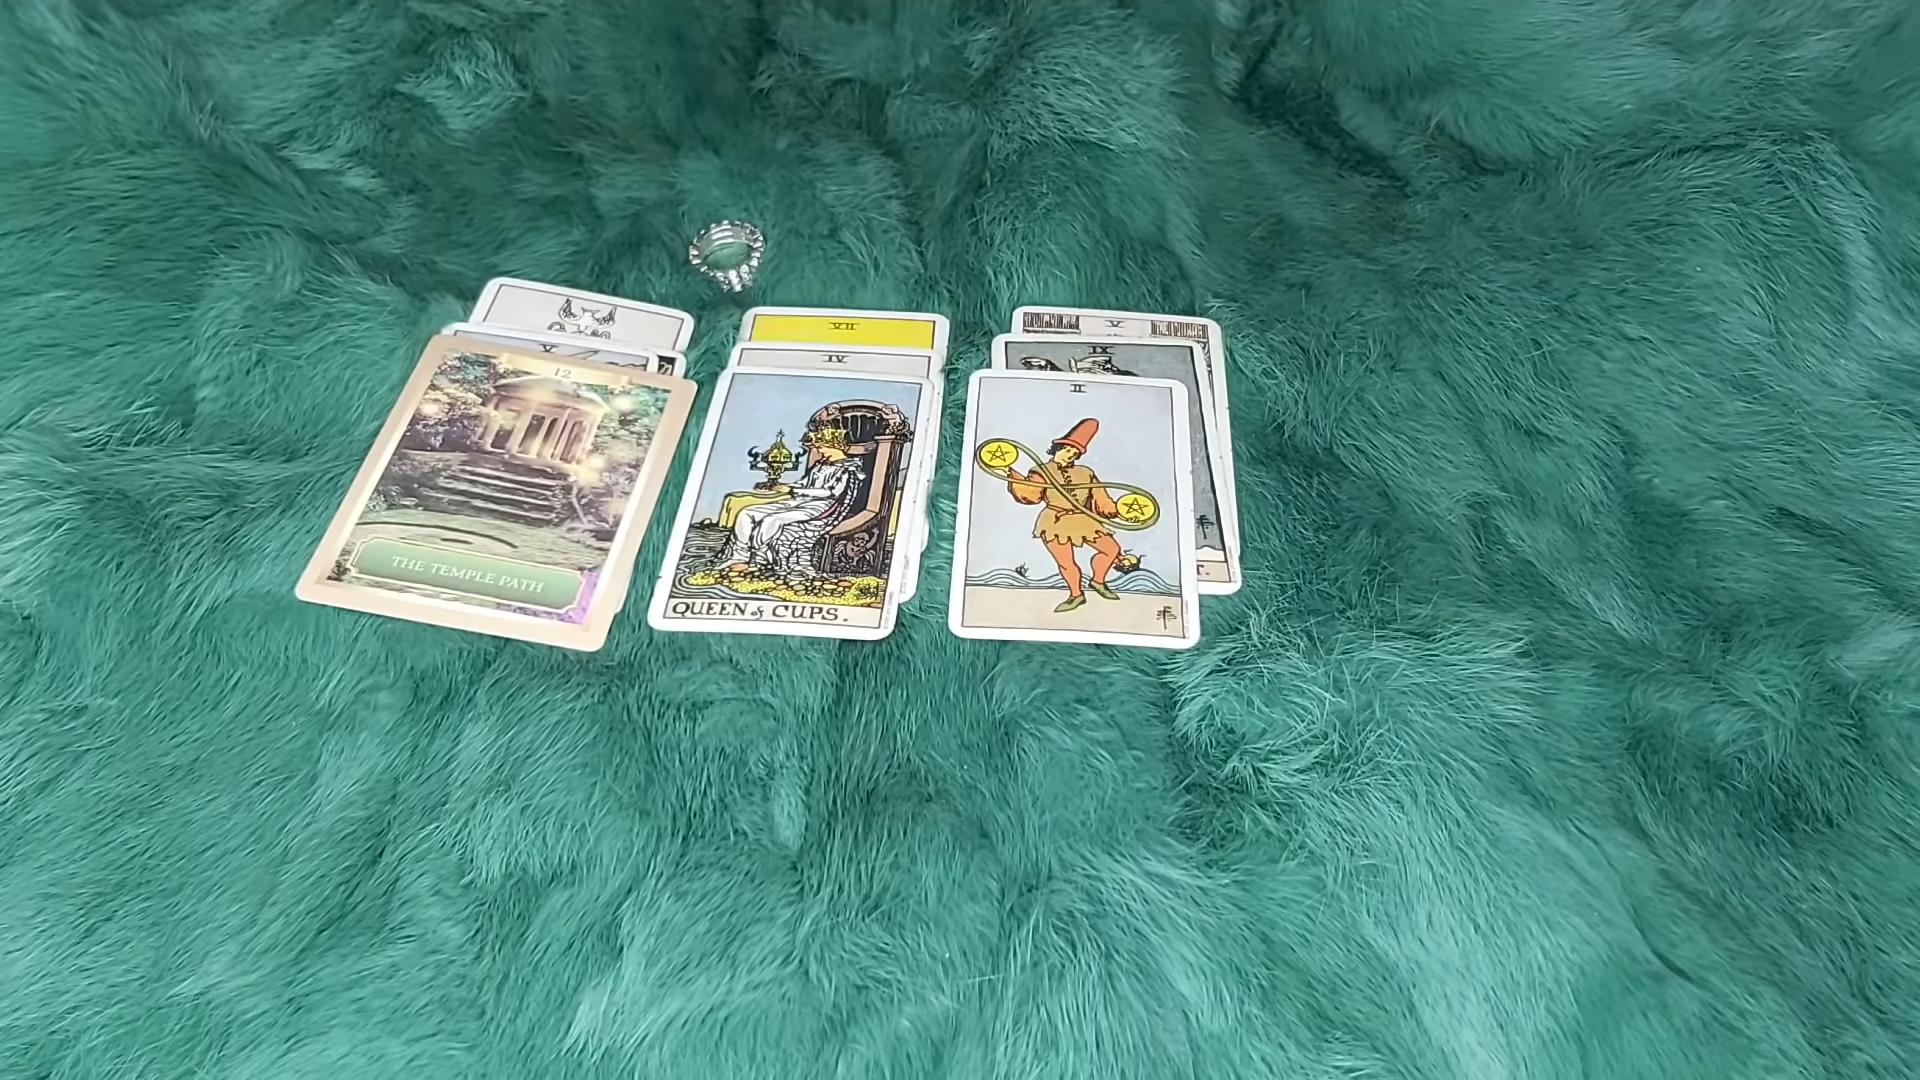 VII
V
V
IV
IX
12
II
THE TEMPLE PATH
QUEEN of CUPS.
T.